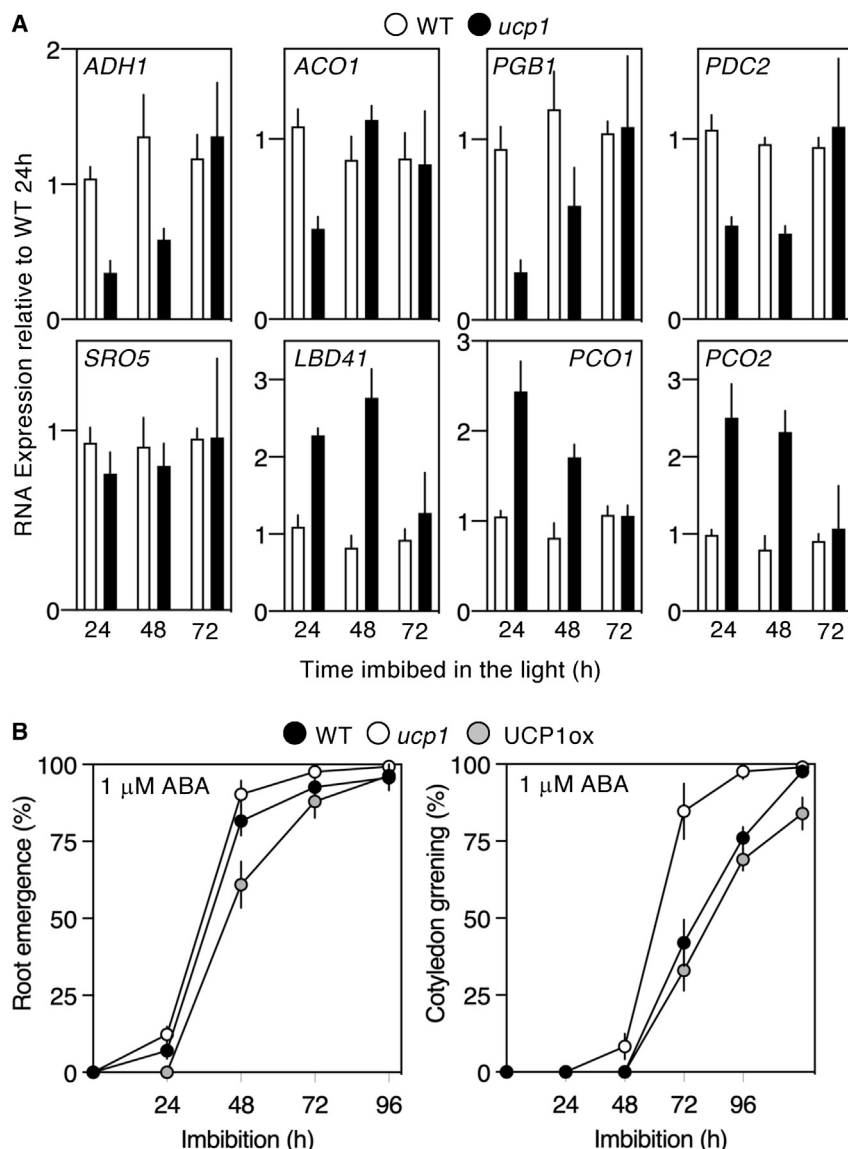 A
WT ucp1
RNA Expression relative to WT 24h
ADH1 ACO1 PGB1 PDC2
2
1 1 1 1
0 0 0 0
SRO5 LBD41 PCO1 PCO2
3 3 3
2 2 2
1 1 1 1
0 0 0 0
24 48 72 24 48 72 24 48 72 24 48 72
Time imbibed in the light (h)
B
WT ucp1 UCP1ox
Root emergence (%)
1 μM ABA
100
75
50
25
0
24 48 72 96
Imbibition (h)
Cotyledon grrening (%)
1 μM ABA
100
75
50
25
0
24 48 72 96
Imbibition (h)